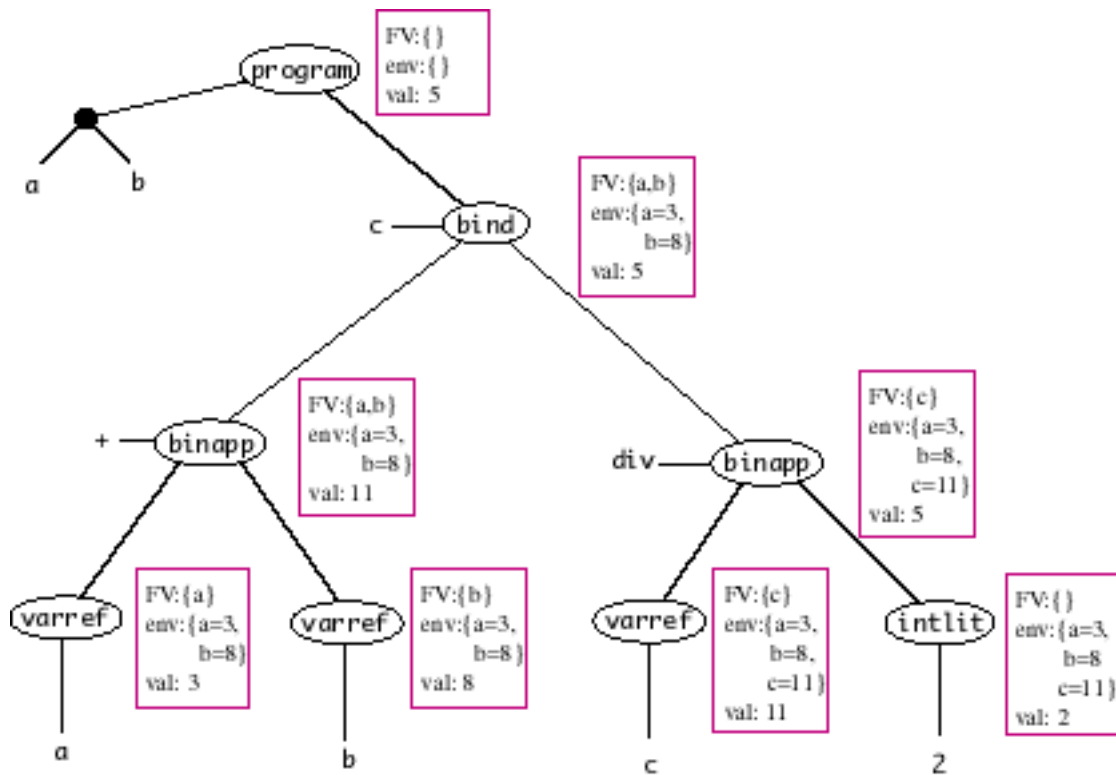 FV:{}
env:{}
val: 5
program
a
b
FV:{a,b}
env:{a=3,
b=8}
val: 5
c
bind
FV:{a,b}
env:{a=3,
b=8}
val: 11
+
binapp
FV:{c}
env:{a=3,
b=8,
c=11}
val: 5
div
binapp
FV:{a}
env:{a=3,
b=8}
val: 3
varref
a
FV:{b}
env:{a=3,
b=8}
val: 8
varref
b
FV:{c}
env:{a=3,
b=8,
c=11}
val: 11
varref
c
FV:{}
env:{a=3,
b=8
c=11}
val: 2
intlit
2